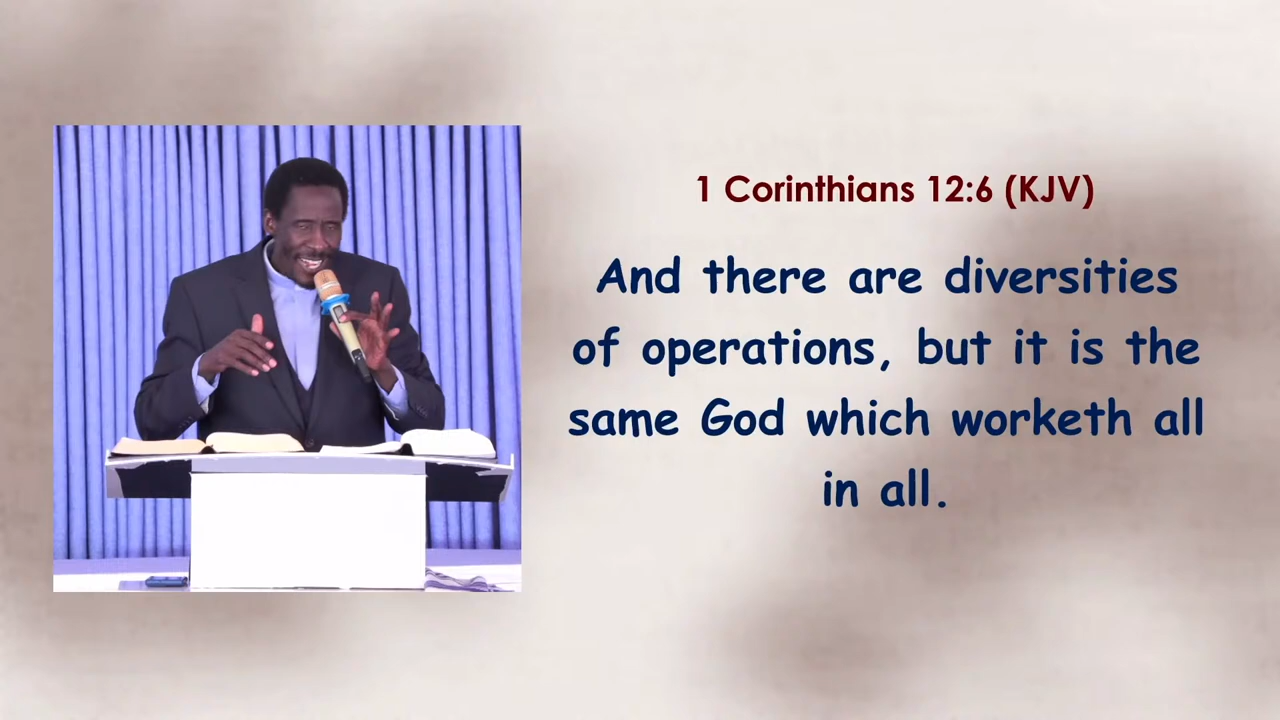 1 Corinthians 12:6 (KJV)
And there are diversities
of operations, but it is the
same God which worketh all
in all.